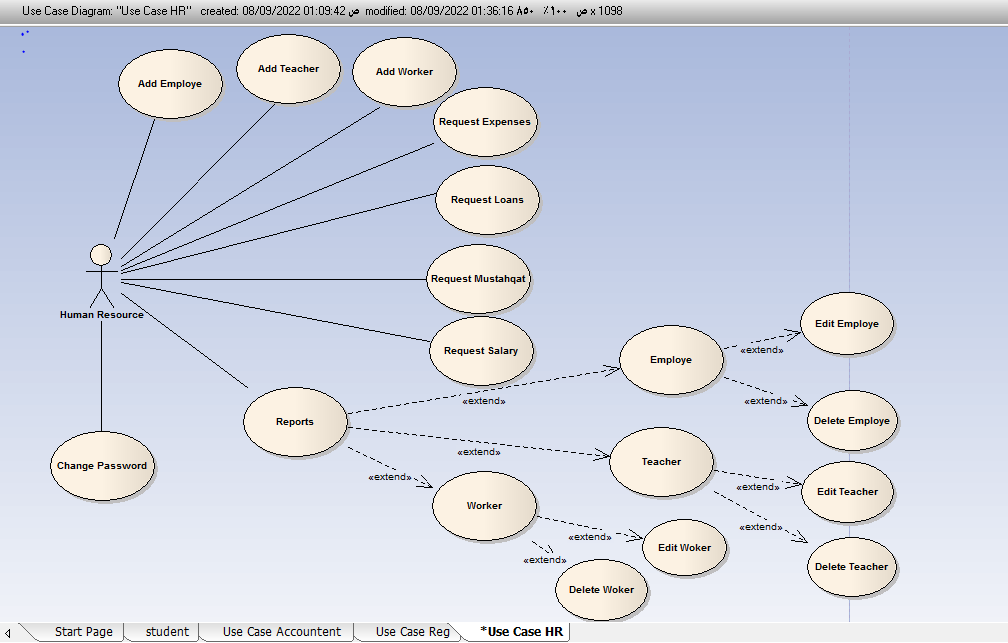 Use Case Diagram: "Use Case HR"   created: 08/09/2022 01:09:42 ص  modified: 08/09/2022 01:36:16 ص  ١٠٠٪  ٨٥٠ x 1098
Add Employe
Add Teacher
Add Worker
Request Expenses
Request Loans
Request Mustahqat
Request Salary
Human Resource
Reports
Change Password
Employe
Edit Employe
«extend»
«extend»
Delete Employe
«extend»
«extend»
Teacher
«extend»
Edit Teacher
«extend»
Delete Teacher
«extend»
Worker
«extend»
Edit Woker
«extend»
Delete Woker
Start Page
student
Use Case Accountent
Use Case Reg
*Use Case HR